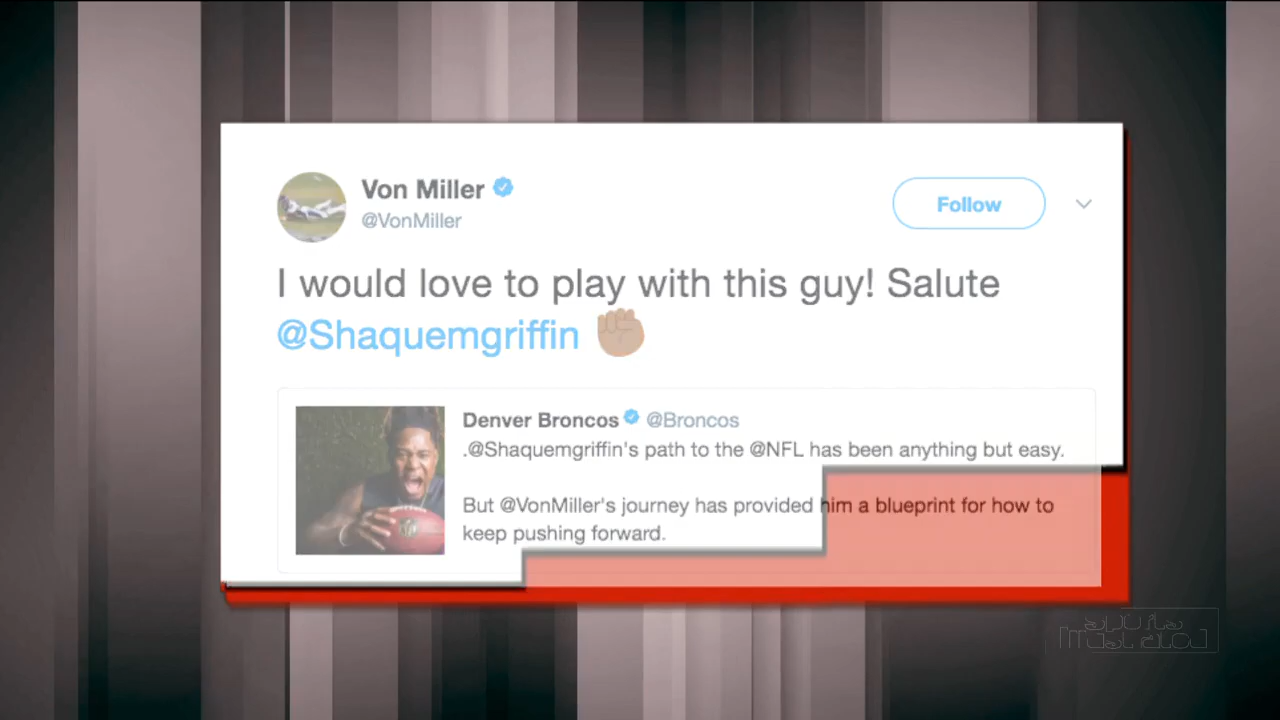 Von Miller
@VonMiller
Follow
I would love to play with this guy! Salute
@Shaquemgriffin ✊🏽
Denver Broncos @Broncos
.@Shaquemgriffin's path to the @NFL has been anything but easy.
But @VonMiller's journey has provided him a blueprint for how to
keep pushing forward.